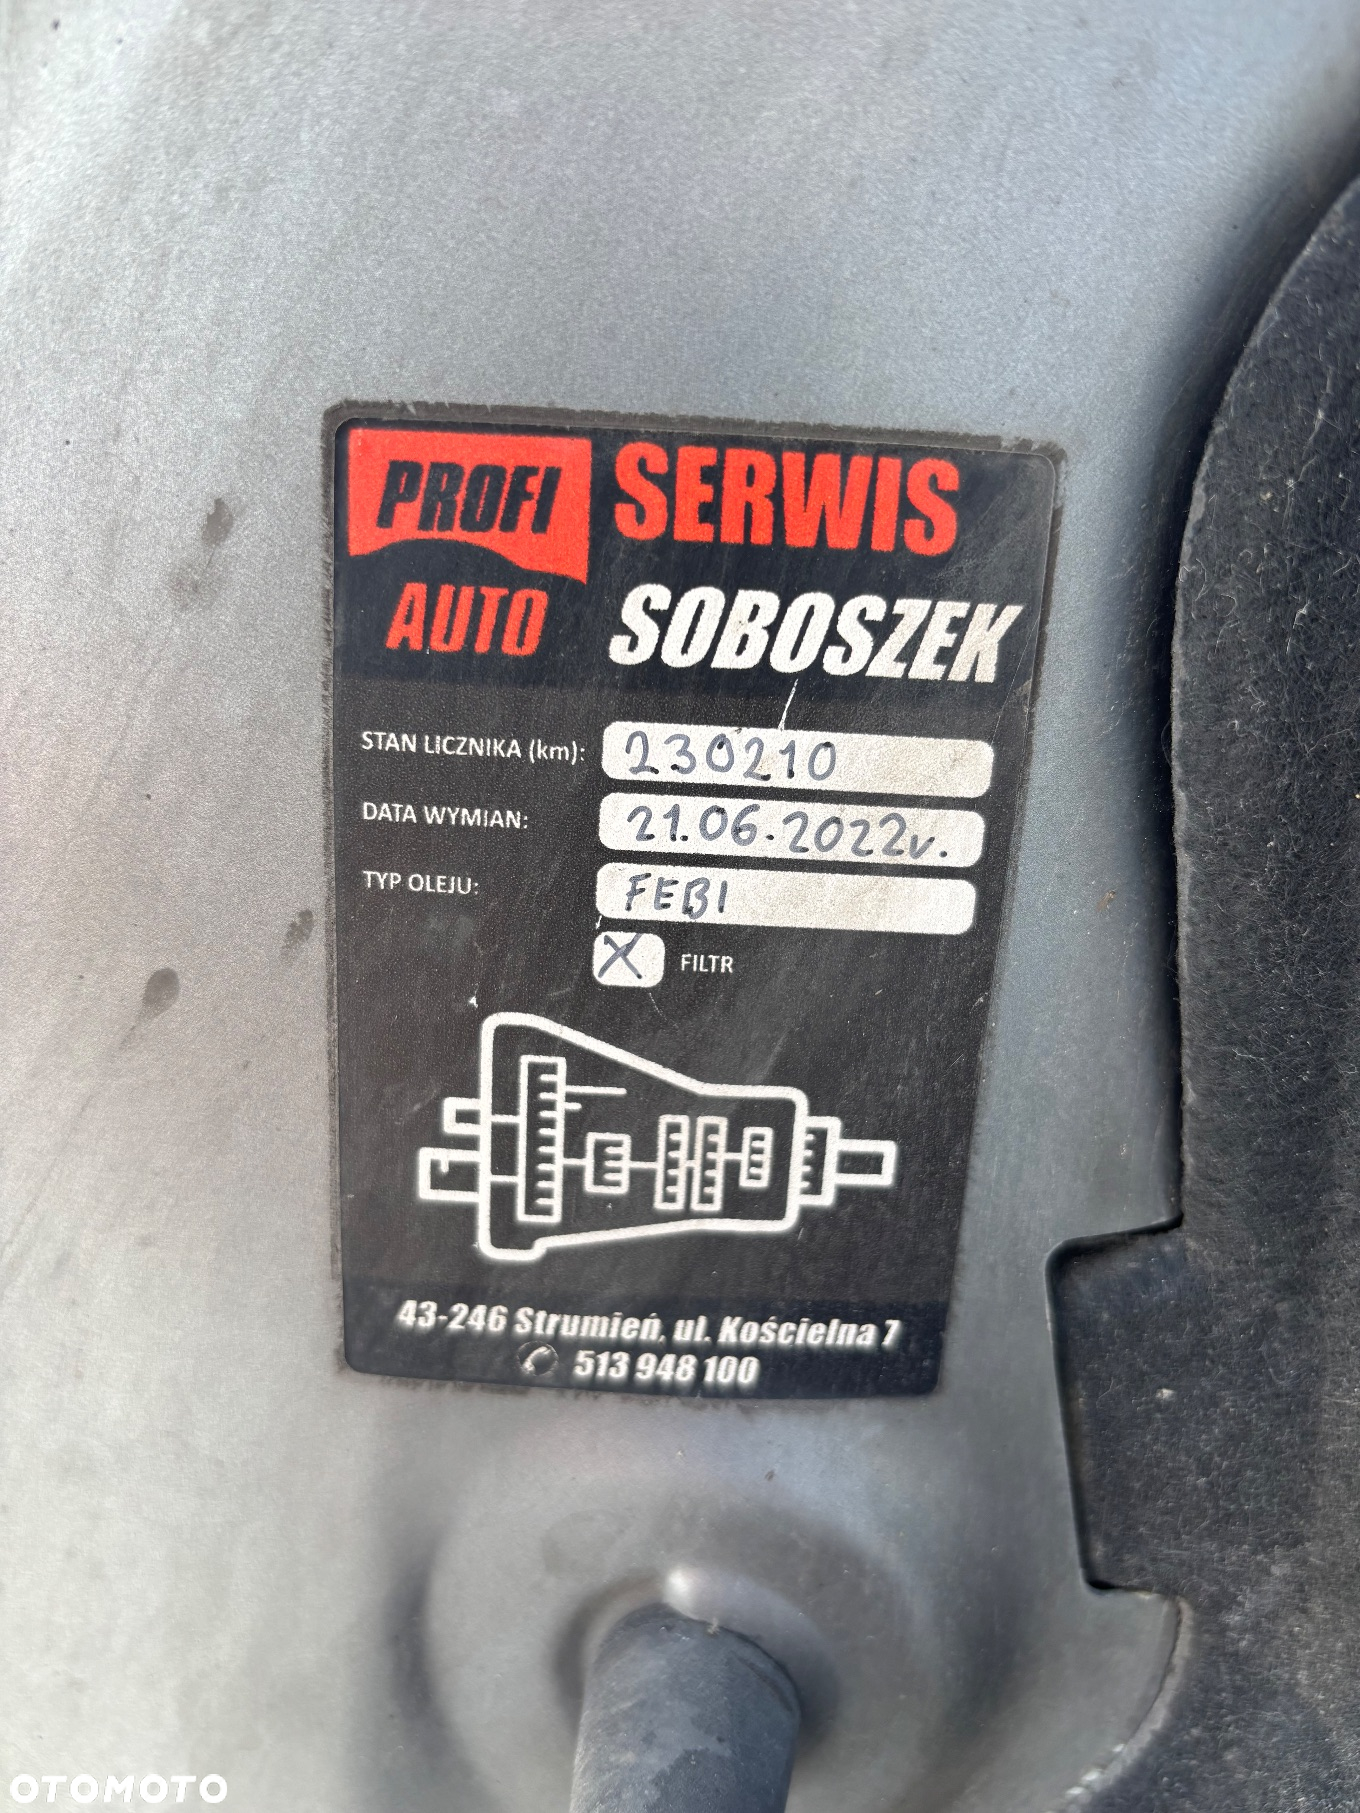 PROFI
AUTO
SERWIS
SOBOSZEK
STAN LICZNIKA (km): 230210
DATA WYMIAN: 21.06.2022r.
TYP OLEJU: FEBI
X FILTR
43-246 Strumień, ul. Kościelna 7
513 948 100
OTOMOTO